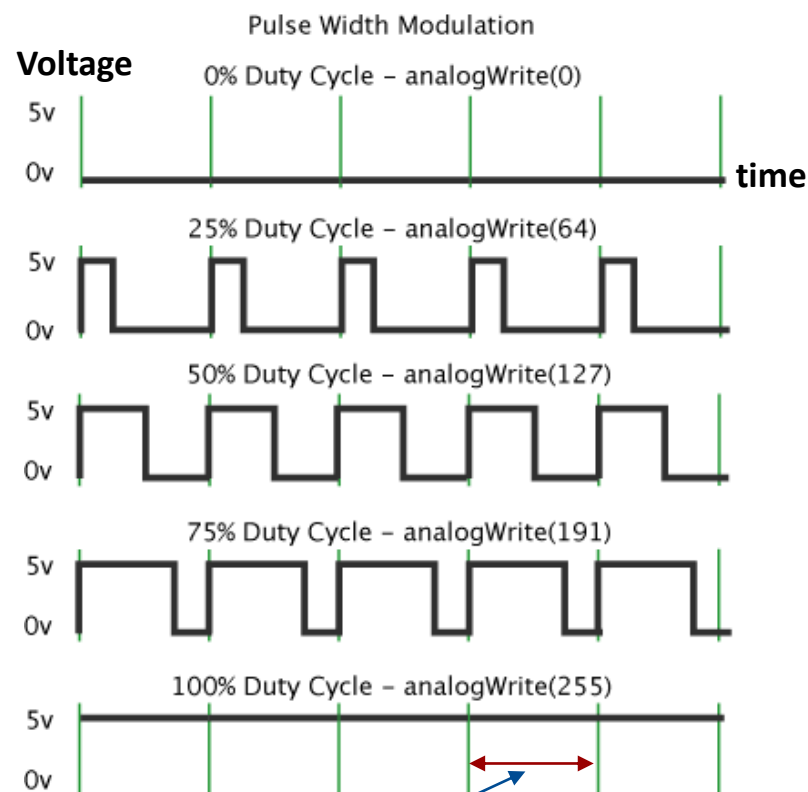 Pulse Width Modulation
Voltage
0% Duty Cycle – analogWrite(0)
5v
0v
time
25% Duty Cycle – analogWrite(64)
5v
0v
50% Duty Cycle – analogWrite(127)
5v
0v
75% Duty Cycle – analogWrite(191)
5v
0v
100% Duty Cycle – analogWrite(255)
5v
0v